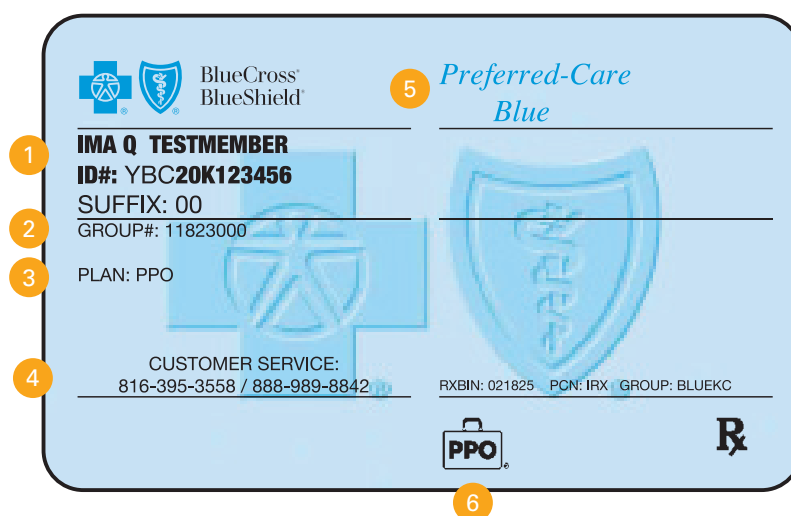 BlueCross®
BlueShield®
5
Preferred-Care
Blue
1
IMA Q TESTMEMBER
ID#: YBC20K123456
SUFFIX: 00
2
GROUP#: 11823000
3
PLAN: PPO
4
CUSTOMER SERVICE:
816-395-3558 / 888-989-8842
RXBIN: 021825 PCN: IRX GROUP: BLUEKC
PPO®
Rx
6